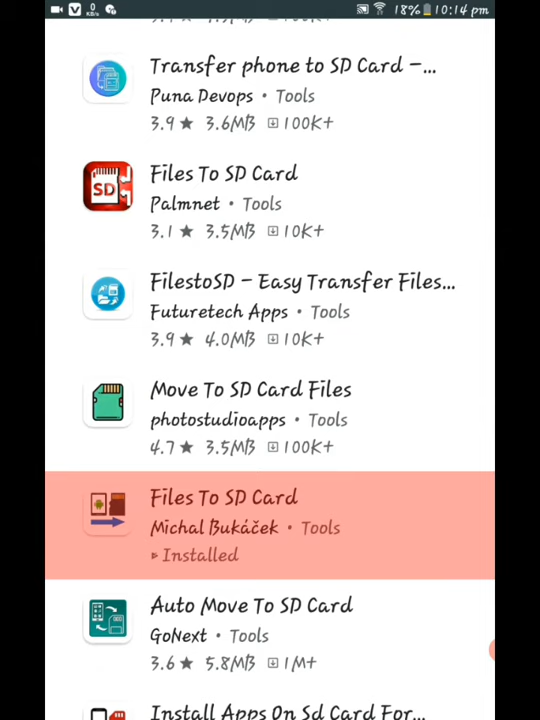 0 KB/s 18% 10:14 pm
Transfer phone to SD Card –...
Puna Devops • Tools
3.9 ★ 3.6MB 100K+
SD
Files To SD Card
Palmnet • Tools
3.1 ★ 3.5MB 10K+
FilestoSD – Easy Transfer Files...
Futuretech Apps • Tools
3.9 ★ 4.0MB 10K+
Move To SD Card Files
photostudioapps • Tools
4.7 ★ 3.5MB 100K+
Files To SD Card
Michal Bukáček • Tools
Installed
Auto Move To SD Card
GoNext • Tools
3.6 ★ 5.8MB 1M+
Install Apps On Sd Card For...